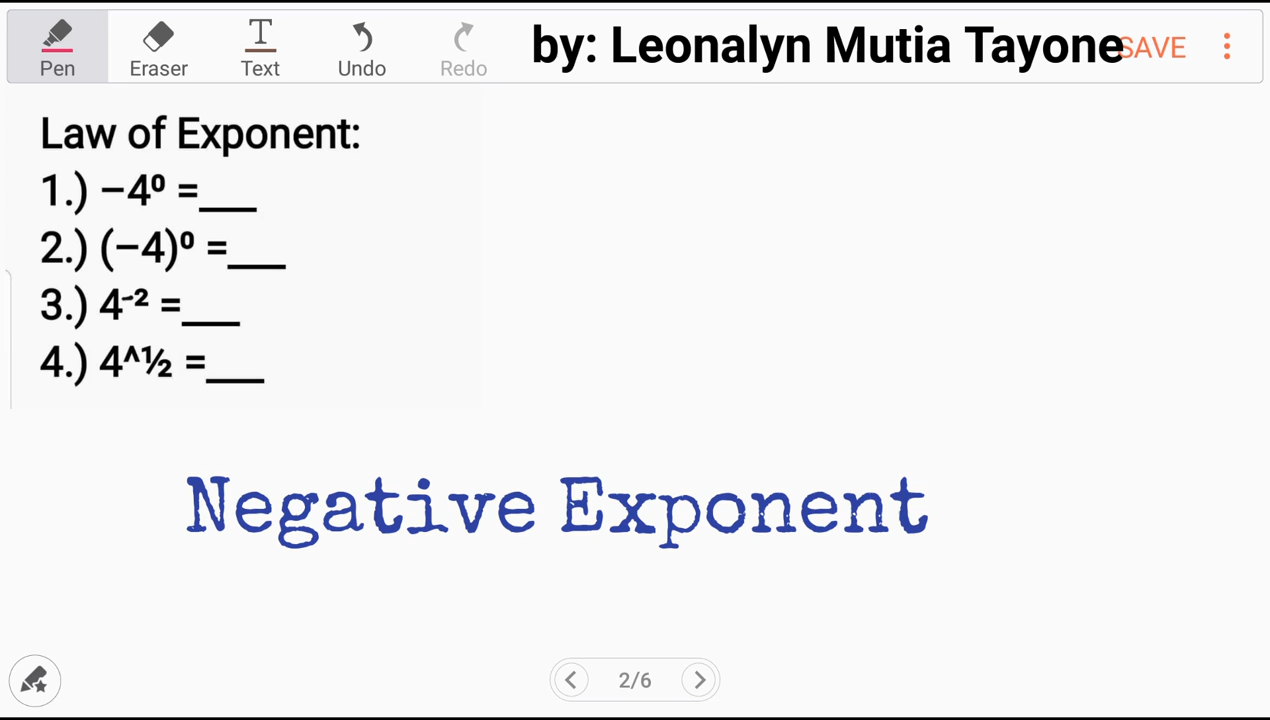 Pen Eraser Text Undo Redo by: Leonalyn Mutia Tayone SAVE
Law of Exponent:
1.) −4⁰ =___
2.) (−4)⁰ =___
3.) 4⁻² =___
4.) 4^½ =___
Negative Exponent
2/6